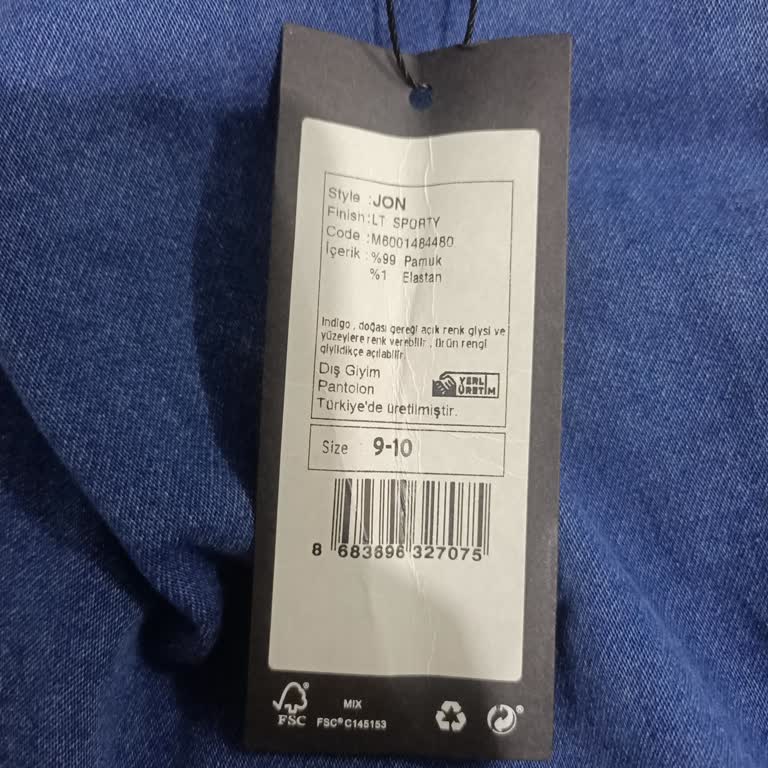 Style :JON
Finish:LT SPORTY
Code :M6001484480
İçerik :%99 Pamuk
%1 Elastan
Indigo , doğası gereği açık renk giysi ve
yüzeylere renk verebilir , ürün rengi
giyildikçe açılabilir.
Dış Giyim
Pantolon
YERLİ
ÜRETİM
Türkiye'de üretilmiştir.
Size 9-10
8 683696 327075
FSC®
MIX
FSC® C145153